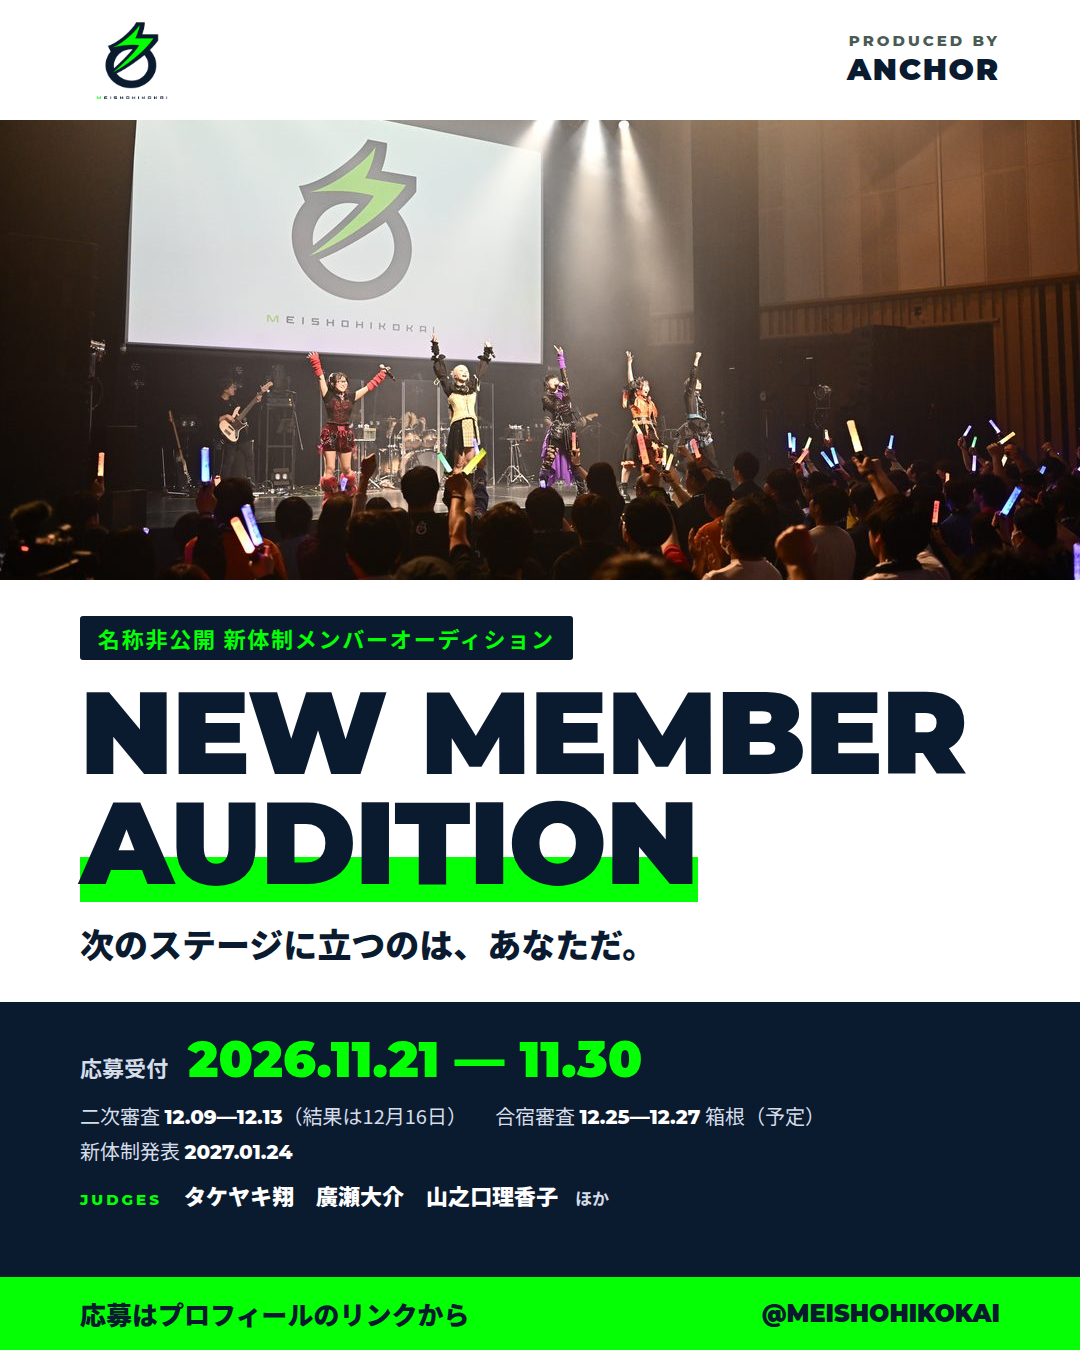 MEISHOHIKOKAI
PRODUCED BY
ANCHOR
MEISHOHIKOKAI
名称非公開 新体制メンバーオーディション
NEW MEMBER
AUDITION
次のステージに立つのは、あなただ。
応募受付 2026.11.21 — 11.30
二次審査 12.09—12.13（結果は12月16日） 合宿審査 12.25—12.27 箱根（予定）
新体制発表 2027.01.24
JUDGES タケヤキ翔 廣瀬大介 山之口理香子 ほか
応募はプロフィールのリンクから @MEISHOHIKOKAI